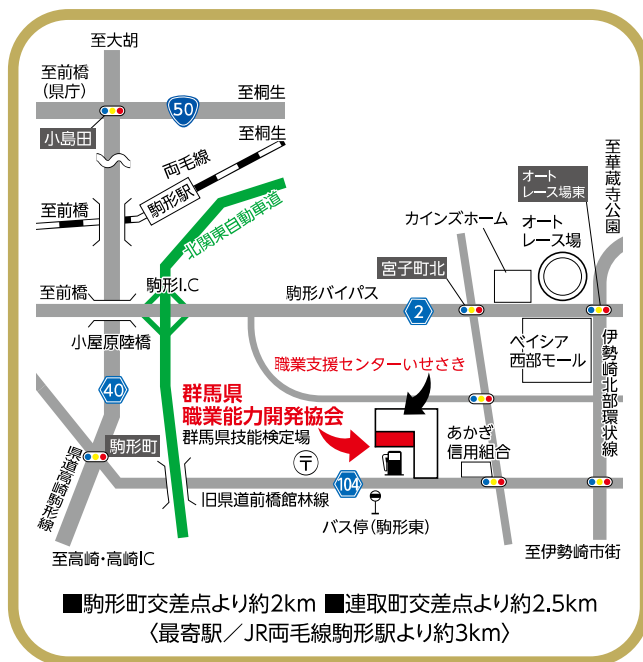 至大胡
至前橋
(県庁)
50
至桐生
小島田
至桐生
両毛線
駒形駅
至前橋
北関東自動車道
至華蔵寺公園
オート
レース場東
オート
レース場
カインズホーム
宮子町北
駒形I.C
至前橋
駒形バイパス
2
小屋原陸橋
ベイシア
西部モール
伊勢崎北部環状線
職業支援センターいせさき
40
群馬県
職業能力開発協会
群馬県技能検定場
駒形町
あかぎ
信用組合
県道高崎駒形線
〒
104
旧県道前橋館林線
バス停(駒形東)
至高崎・高崎IC
至伊勢崎市街
■駒形町交差点より約2km ■連取町交差点より約2.5km
〈最寄駅/JR両毛線駒形駅より約3km〉